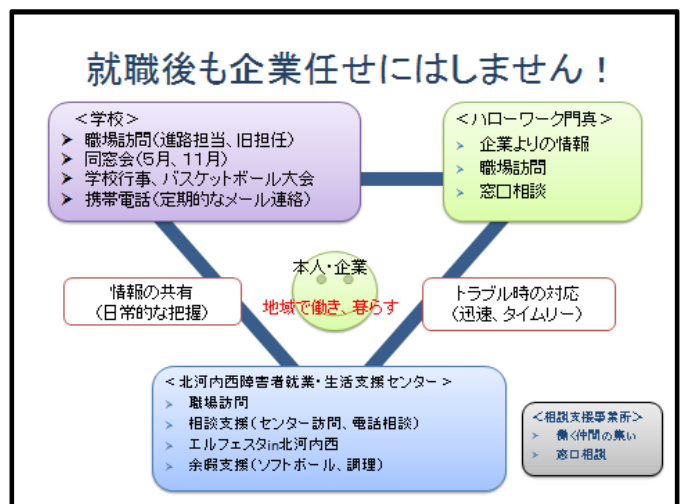 就職後も企業任せにはしません！
＜学校＞
➤ 職場訪問(進路担当、旧担任)
➤ 同窓会(5月、11月)
➤ 学校行事、バスケットボール大会
➤ 携帯電話(定期的なメール連絡)
＜ハローワーク門真＞
➤ 企業よりの情報
➤ 職場訪問
➤ 窓口相談
本人・企業
地域で働き、暮らす
情報の共有
(日常的な把握)
トラブル時の対応
(迅速、タイムリー)
＜北河内西障害者就業・生活支援センター＞
➤ 職場訪問
➤ 相談支援(センター訪問、電話相談)
➤ エルフェスタin北河内西
➤ 余暇支援(ソフトボール、調理)
＜相談支援事業所＞
➤ 働く仲間の集い
➤ 窓口相談